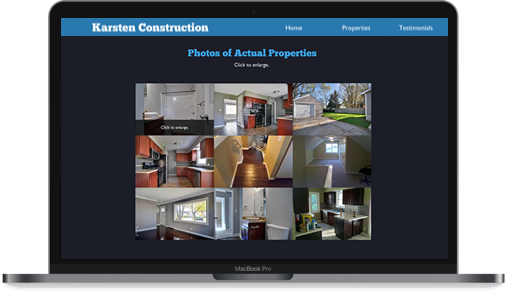 Karsten Construction
Home
Properties
Testimonials
Photos of Actual Properties
Click to enlarge.
Click to enlarge.
MacBook Pro